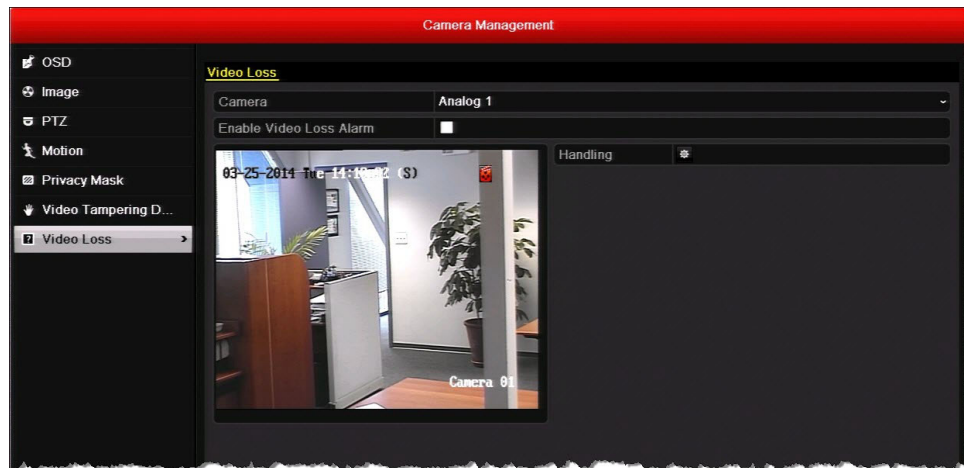 Camera Management
OSD
Image
PTZ
Motion
Privacy Mask
Video Tampering D...
Video Loss
Video Loss
Camera Analog 1
Enable Video Loss Alarm
Handling
03-25-2014 Tue (S)
Camera 01